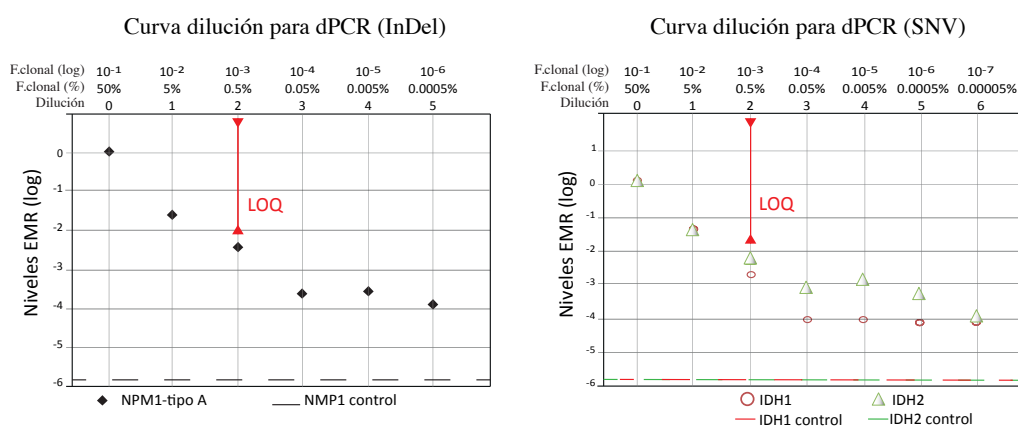 Curva dilución para dPCR (InDel)
F.clonal (log) 10⁻¹ 10⁻² 10⁻³ 10⁻⁴ 10⁻⁵ 10⁻⁶
F.clonal (%) 50% 5% 0.5% 0.05% 0.005% 0.0005%
Dilución 0 1 2 3 4 5
Niveles EMR (log)
0
-1
LOQ
-2
-3
-4
-5
-6
NPM1-tipo A NMP1 control
Curva dilución para dPCR (SNV)
F.clonal (log) 10⁻¹ 10⁻² 10⁻³ 10⁻⁴ 10⁻⁵ 10⁻⁶ 10⁻⁷
F.clonal (%) 50% 5% 0.5% 0.05% 0.005% 0.0005% 0.00005%
Dilución 0 1 2 3 4 5 6
Niveles EMR (log)
1
0
-1
LOQ
-2
-3
-4
-5
-6
IDH1 IDH2
IDH1 control IDH2 control